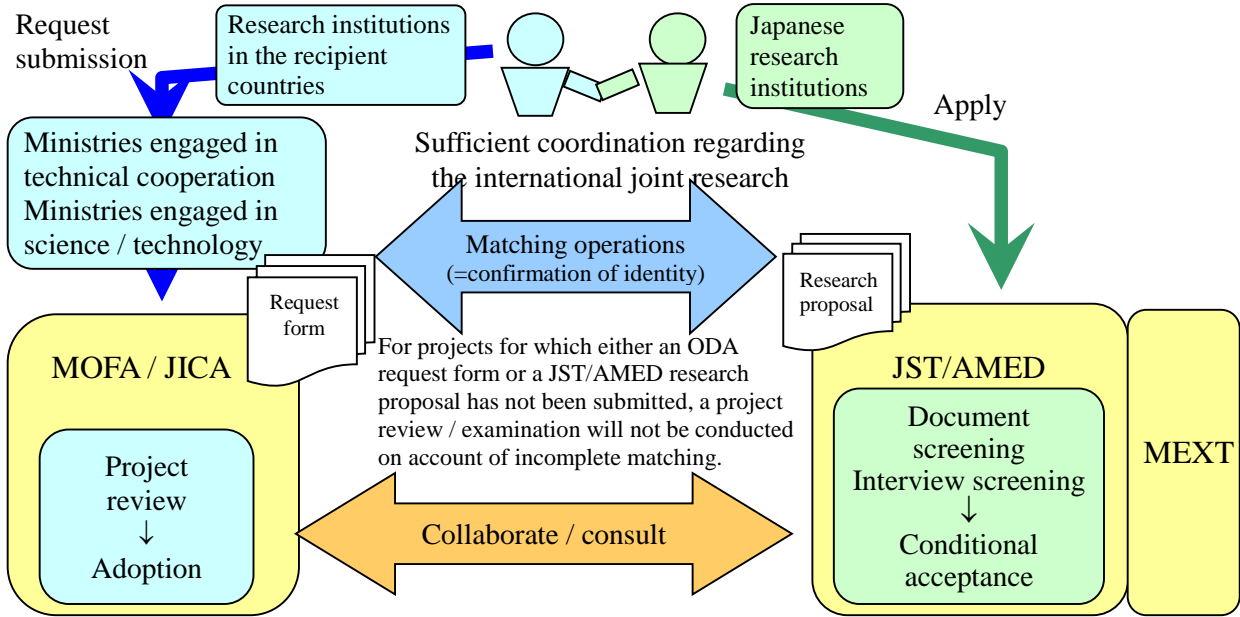 Request
submission
Research institutions
in the recipient
countries
Japanese
research
institutions
Apply
Ministries engaged in
technical cooperation
Ministries engaged in
science / technology
Sufficient coordination regarding
the international joint research
Matching operations
(=confirmation of identity)
Request
form
Research
proposal
MOFA / JICA
For projects for which either an ODA
request form or a JST/AMED research
proposal has not been submitted, a project
review / examination will not be conducted
on account of incomplete matching.
JST/AMED
MEXT
Project
review
↓
Adoption
Collaborate / consult
Document
screening
Interview screening
↓
Conditional
acceptance